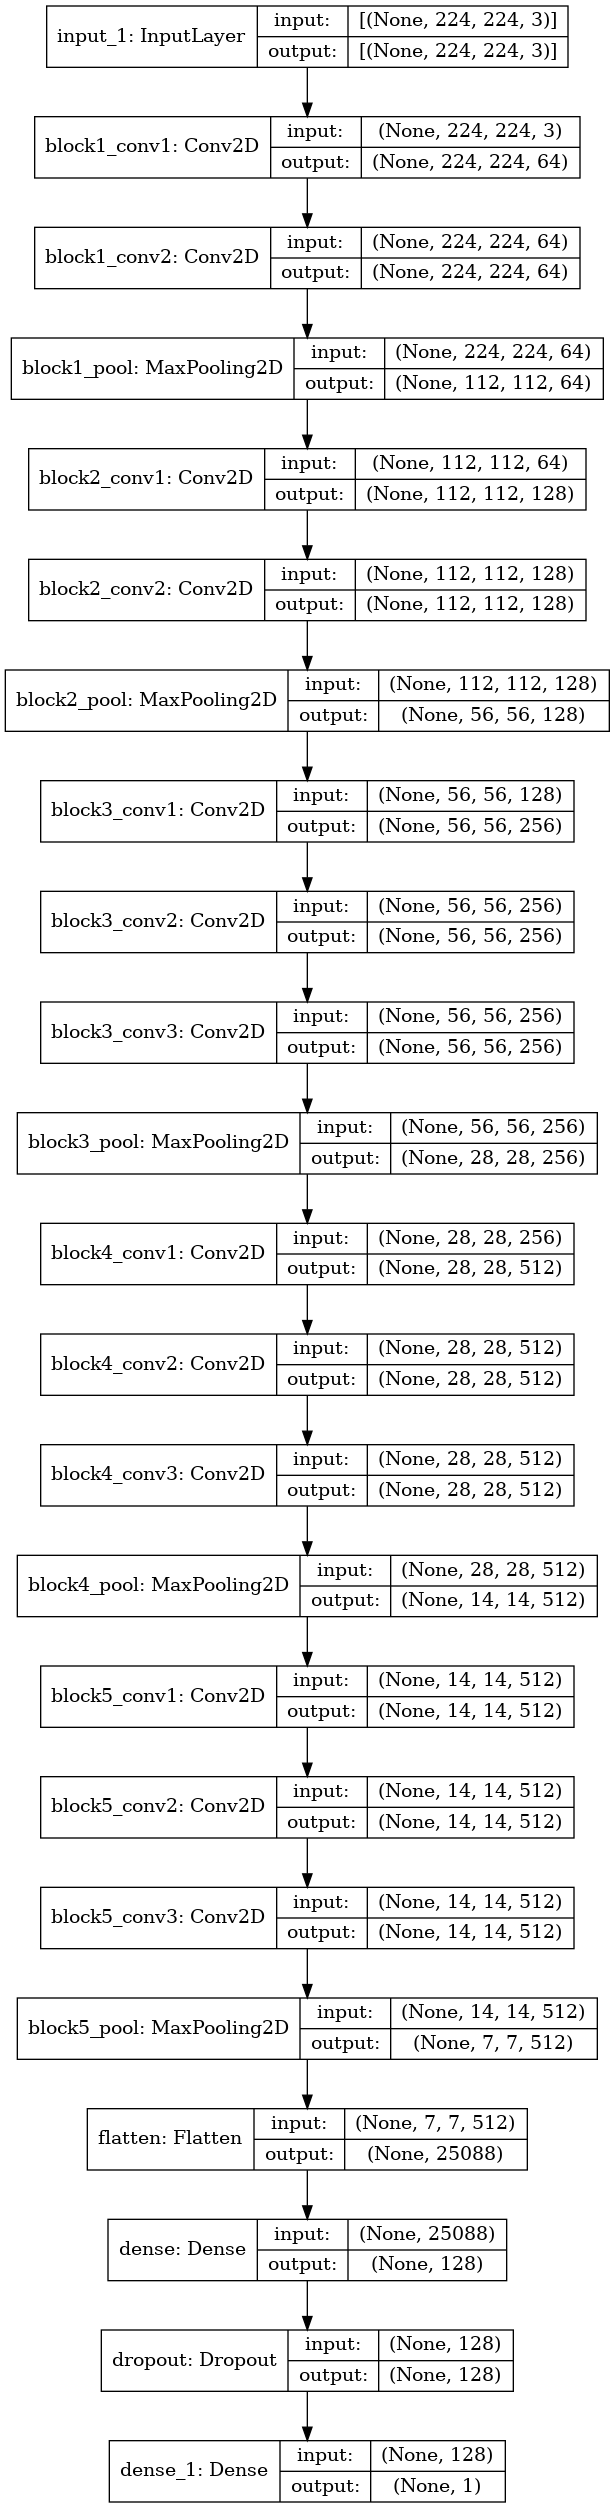 input_1: InputLayer
input: [(None, 224, 224, 3)]
output: [(None, 224, 224, 3)]
block1_conv1: Conv2D
input: (None, 224, 224, 3)
output: (None, 224, 224, 64)
block1_conv2: Conv2D
input: (None, 224, 224, 64)
output: (None, 224, 224, 64)
block1_pool: MaxPooling2D
input: (None, 224, 224, 64)
output: (None, 112, 112, 64)
block2_conv1: Conv2D
input: (None, 112, 112, 64)
output: (None, 112, 112, 128)
block2_conv2: Conv2D
input: (None, 112, 112, 128)
output: (None, 112, 112, 128)
block2_pool: MaxPooling2D
input: (None, 112, 112, 128)
output: (None, 56, 56, 128)
block3_conv1: Conv2D
input: (None, 56, 56, 128)
output: (None, 56, 56, 256)
block3_conv2: Conv2D
input: (None, 56, 56, 256)
output: (None, 56, 56, 256)
block3_conv3: Conv2D
input: (None, 56, 56, 256)
output: (None, 56, 56, 256)
block3_pool: MaxPooling2D
input: (None, 56, 56, 256)
output: (None, 28, 28, 256)
block4_conv1: Conv2D
input: (None, 28, 28, 256)
output: (None, 28, 28, 512)
block4_conv2: Conv2D
input: (None, 28, 28, 512)
output: (None, 28, 28, 512)
block4_conv3: Conv2D
input: (None, 28, 28, 512)
output: (None, 28, 28, 512)
block4_pool: MaxPooling2D
input: (None, 28, 28, 512)
output: (None, 14, 14, 512)
block5_conv1: Conv2D
input: (None, 14, 14, 512)
output: (None, 14, 14, 512)
block5_conv2: Conv2D
input: (None, 14, 14, 512)
output: (None, 14, 14, 512)
block5_conv3: Conv2D
input: (None, 14, 14, 512)
output: (None, 14, 14, 512)
block5_pool: MaxPooling2D
input: (None, 14, 14, 512)
output: (None, 7, 7, 512)
flatten: Flatten
input: (None, 7, 7, 512)
output: (None, 25088)
dense: Dense
input: (None, 25088)
output: (None, 128)
dropout: Dropout
input: (None, 128)
output: (None, 128)
dense_1: Dense
input: (None, 128)
output: (None, 1)